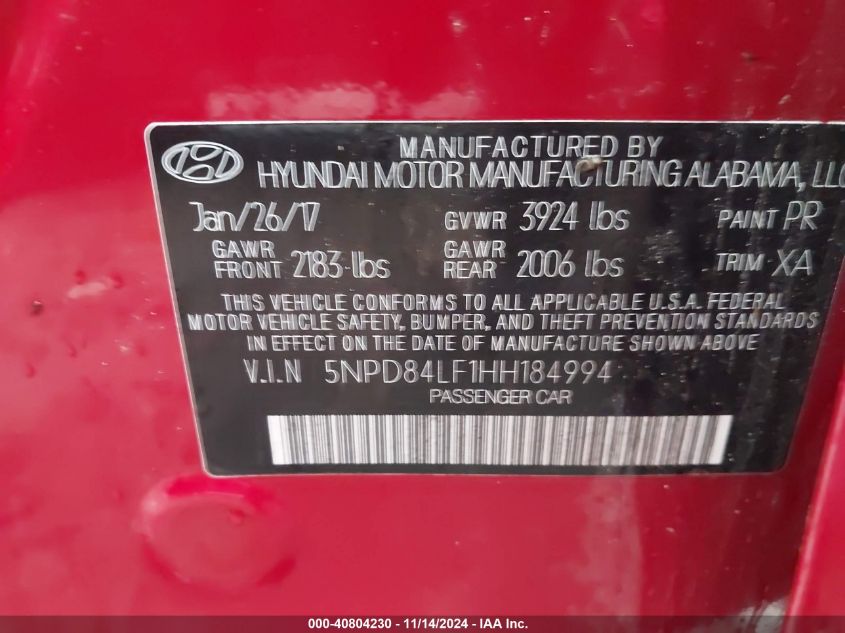 MANUFACTURED BY
HYUNDAI MOTOR MANUFACTURING ALABAMA, LLC
Jan/26/17 GVWR 3924 lbs PAINT PR
GAWR FRONT 2183 lbs GAWR REAR 2006 lbs TRIM XA
THIS VEHICLE CONFORMS TO ALL APPLICABLE U.S.A. FEDERAL
MOTOR VEHICLE SAFETY, BUMPER, AND THEFT PREVENTION STANDARDS
IN EFFECT ON THE DATE OF MANUFACTURE SHOWN ABOVE.
V.I.N 5NPD84LF1HH184994
PASSENGER CAR
000-40804230 - 11/14/2024 - IAA Inc.